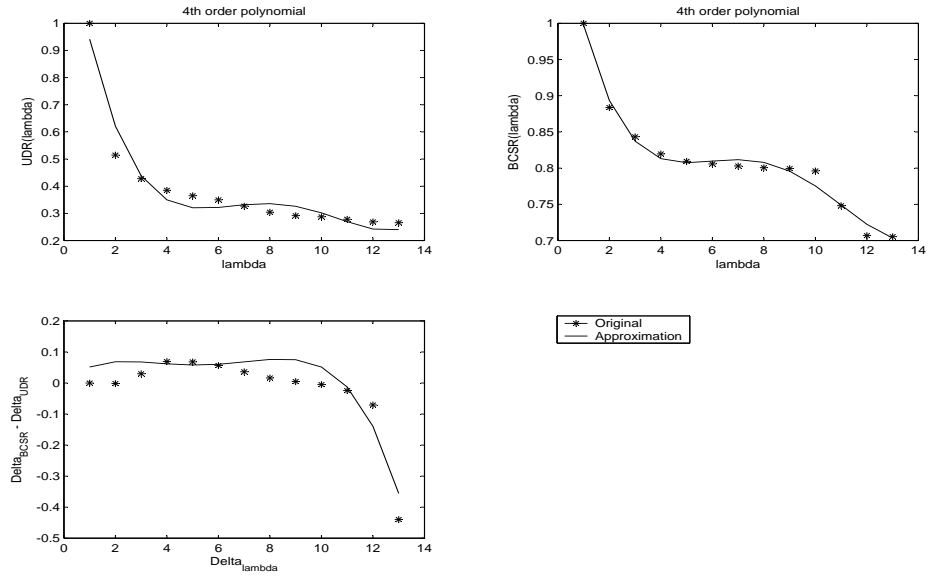 4th order polynomial
1
0.9
0.8
0.7
0.6
0.5
0.4
0.3
0.2
UDR(lambda)
0 2 4 6 8 10 12 14
lambda
4th order polynomial
1
0.95
0.9
0.85
0.8
0.75
0.7
BCSR(lambda)
0 2 4 6 8 10 12 14
lambda
0.2
0.1
0
-0.1
-0.2
-0.3
-0.4
-0.5
Delta_BCSR - Delta_UDR
0 2 4 6 8 10 12 14
Delta_lambda
Original
Approximation